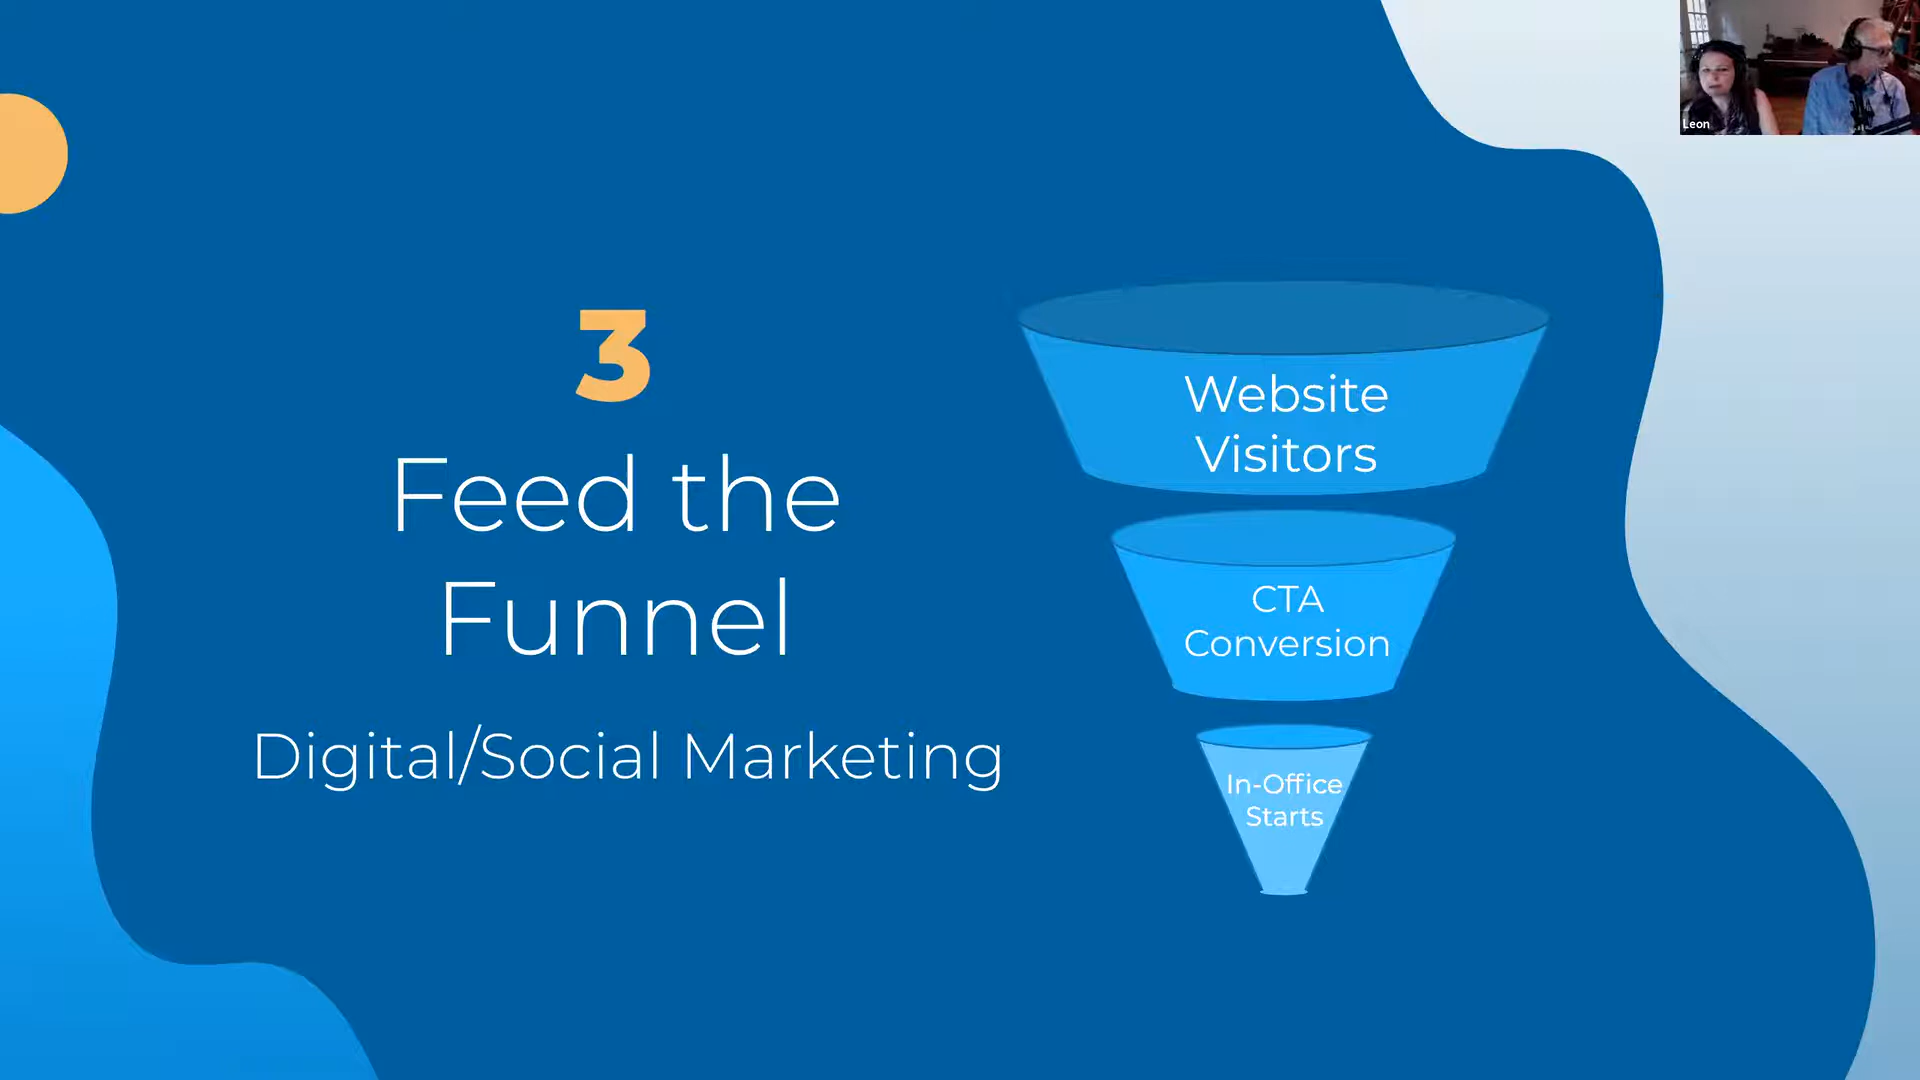 Leon
3
Feed the
Funnel
Digital/Social Marketing
Website
Visitors
CTA
Conversion
In-Office
Starts